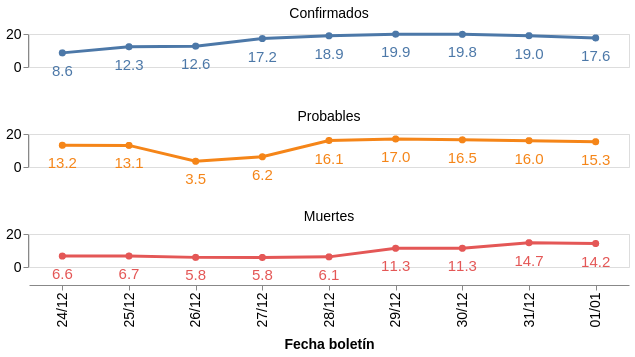 Confirmados
20
0
8.6 12.3 12.6 17.2 18.9 19.9 19.8 19.0 17.6
Probables
20
0
13.2 13.1 3.5 6.2 16.1 17.0 16.5 16.0 15.3
Muertes
20
0
6.6 6.7 5.8 5.8 6.1 11.3 11.3 14.7 14.2
24/12 25/12 26/12 27/12 28/12 29/12 30/12 31/12 01/01
Fecha boletín